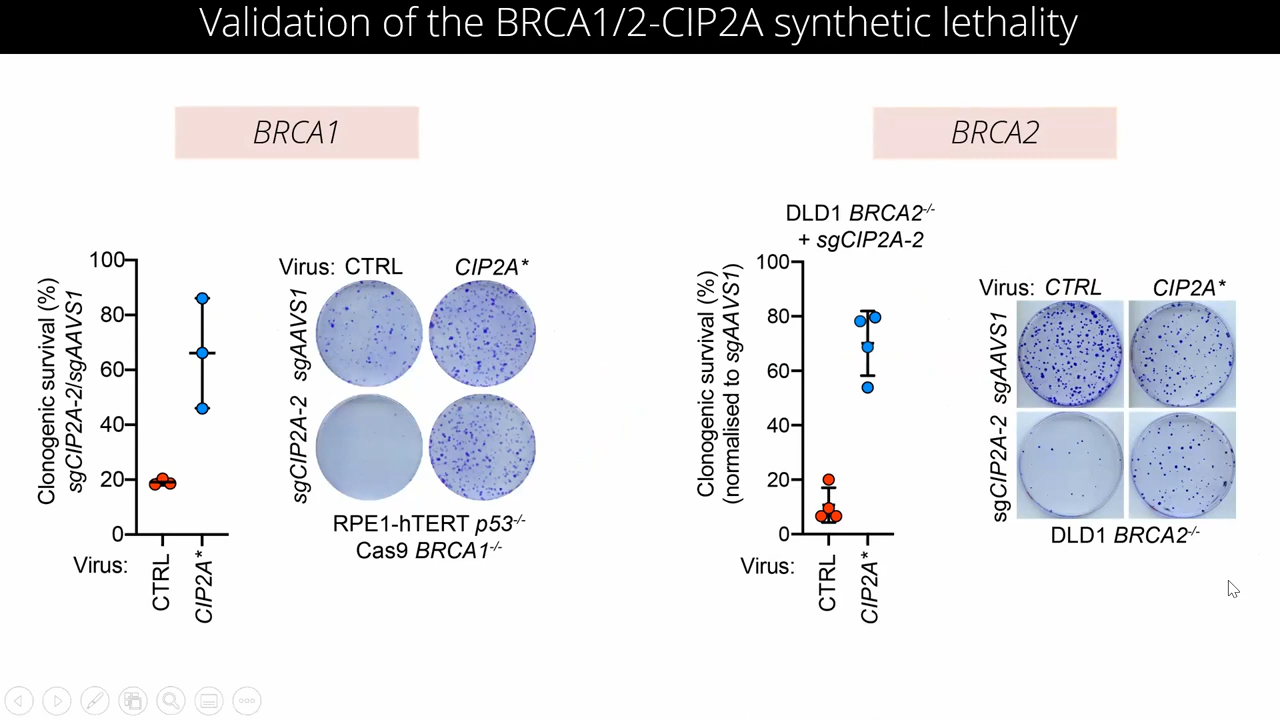 Validation of the BRCA1/2-CIP2A synthetic lethality
BRCA1
Clonogenic survival (%)
sgCIP2A-2/sgAAVS1
100
80
60
40
20
0
Virus:
CTRL
CIP2A*
Virus: CTRL CIP2A*
sgAAVS1
sgCIP2A-2
RPE1-hTERT p53-/-
Cas9 BRCA1-/-
BRCA2
DLD1 BRCA2-/-
+ sgCIP2A-2
Clonogenic survival (%)
(normalised to sgAAVS1)
100
80
60
40
20
0
Virus:
CTRL
CIP2A*
Virus: CTRL CIP2A*
sgAAVS1
sgCIP2A-2
DLD1 BRCA2-/-